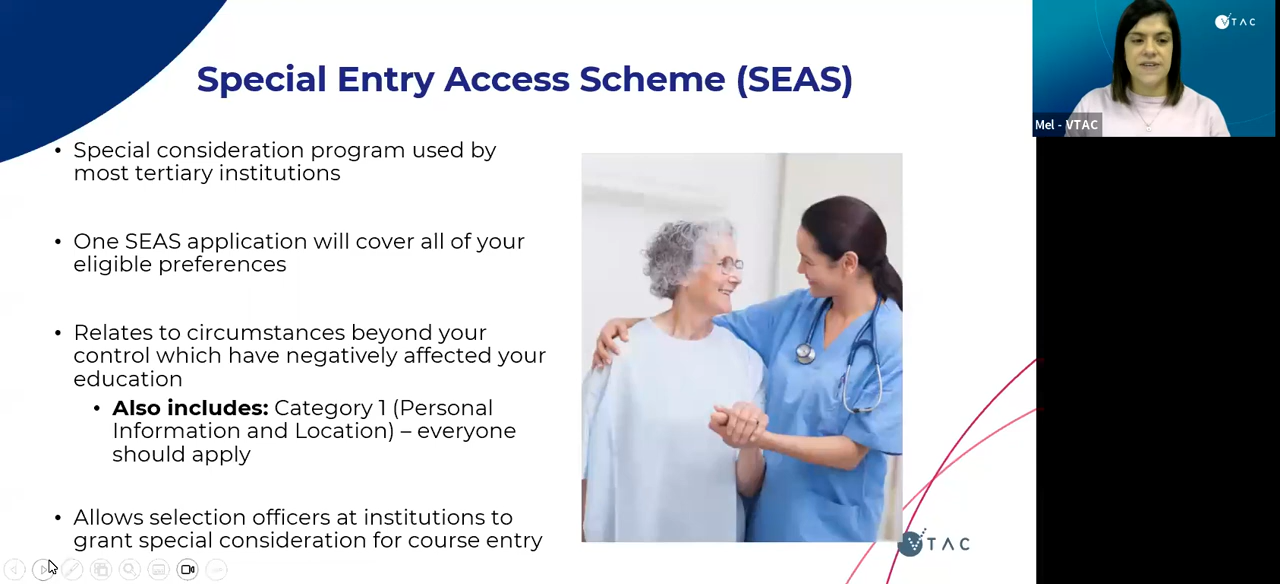 Special Entry Access Scheme (SEAS)
• Special consideration program used by
most tertiary institutions
• One SEAS application will cover all of your
eligible preferences
• Relates to circumstances beyond your
control which have negatively affected your
education
• Also includes: Category 1 (Personal
Information and Location) – everyone
should apply
• Allows selection officers at institutions to
grant special consideration for course entry
VTAC
VTAC
Mel - VTAC